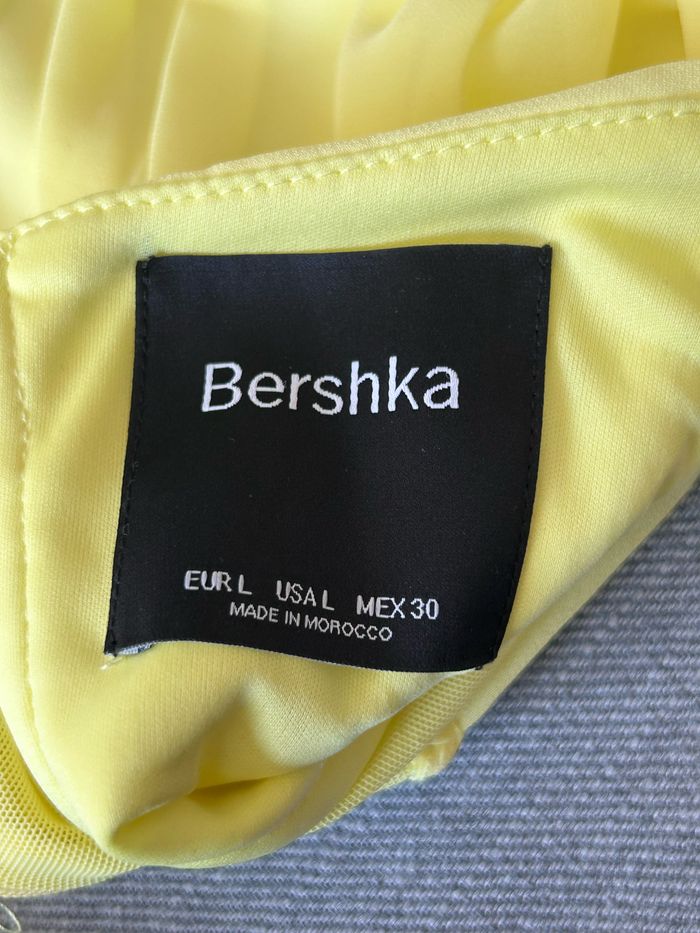 Bershka
EUR L USA L MEX 30
MADE IN MOROCCO